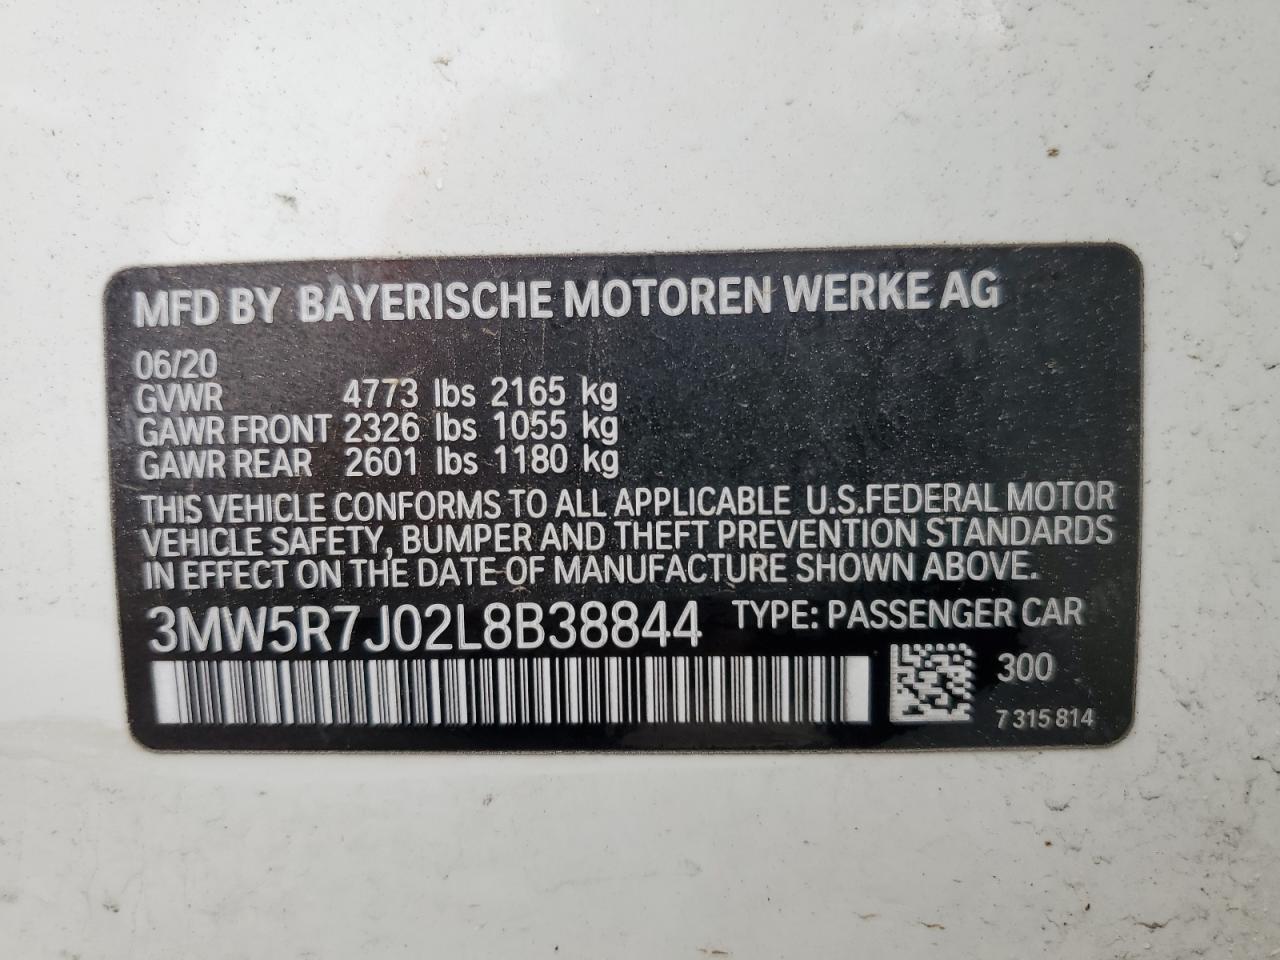 MFD BY BAYERISCHE MOTOREN WERKE AG
06/20
GVWR 4773 lbs 2165 kg
GAWR FRONT 2326 lbs 1055 kg
GAWR REAR 2601 lbs 1180 kg
THIS VEHICLE CONFORMS TO ALL APPLICABLE U.S.FEDERAL MOTOR
VEHICLE SAFETY, BUMPER AND THEFT PREVENTION STANDARDS
IN EFFECT ON THE DATE OF MANUFACTURE SHOWN ABOVE.
3MW5R7J02L8B38844 TYPE: PASSENGER CAR
300
7 315 814